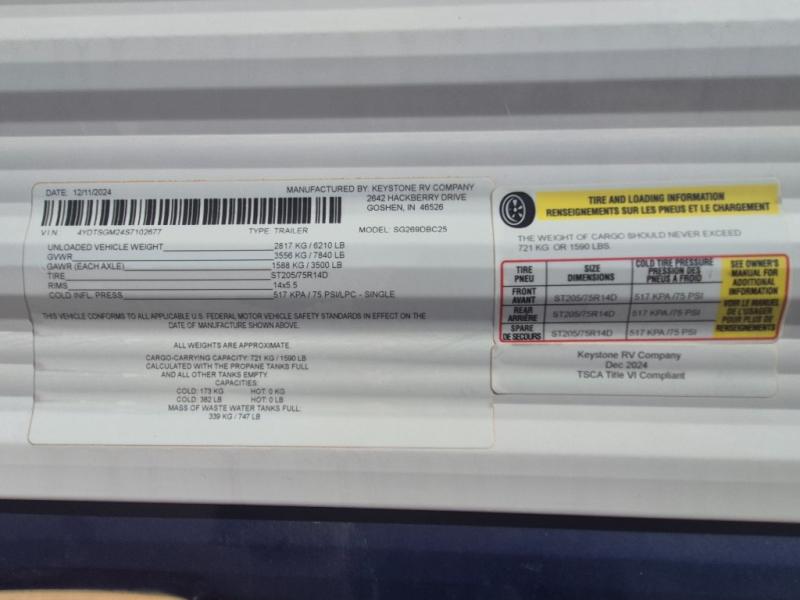 DATE: 12/11/2024
MANUFACTURED BY: KEYSTONE RV COMPANY
2642 HACKBERRY DRIVE
GOSHEN, IN 46526
V I N: 4YDTSGM24S7102677 TYPE TRAILER MODEL: SG269DBC25
UNLOADED VEHICLE WEIGHT 2817 KG / 6210 LB
GVWR 3556 KG / 7840 LB
GAWR (EACH AXLE) 1588 KG / 3500 LB
TIRE ST205/75R14D
RIMS 14x5.5
COLD INFL. PRESS 517 KPA / 75 PSI/LPC - SINGLE
THIS VEHICLE CONFORMS TO ALL APPLICABLE U.S. FEDERAL MOTOR VEHICLE SAFETY STANDARDS IN EFFECT ON THE
DATE OF MANUFACTURE SHOWN ABOVE.
ALL WEIGHTS ARE APPROXIMATE.
CARGO-CARRYING CAPACITY: 721 KG / 1590 LB
CALCULATED WITH THE PROPANE TANKS FULL
AND ALL OTHER TANKS EMPTY.
CAPACITIES:
COLD: 173 KG HOT: 0 KG
COLD: 382 LB HOT: 0 LB
MASS OF WASTE WATER TANKS FULL:
339 KG / 747 LB
TIRE AND LOADING INFORMATION
RENSEIGNEMENTS SUR LES PNEUS ET LE CHARGEMENT
THE WEIGHT OF CARGO SHOULD NEVER EXCEED
721 KG OR 1590 LBS.
TIRE
PNEU
SIZE
DIMENSIONS
COLD TIRE PRESSURE
PRESSION DES
PNEUS A FROID
FRONT
AVANT
ST205/75R14D
517 KPA /75 PSI
REAR
ARRIÈRE
ST205/75R14D
517 KPA /75 PSI
SPARE
DE SECOURS
ST205/75R14D
517 KPA /75 PSI
SEE OWNER'S
MANUAL FOR
ADDITIONAL
INFORMATION
VOIR LE MANUEL
DE L'USAGER
POUR PLUS DE
RENSEIGNEMENTS
Keystone RV Company
Dec 2024
TSCA Title VI Compliant